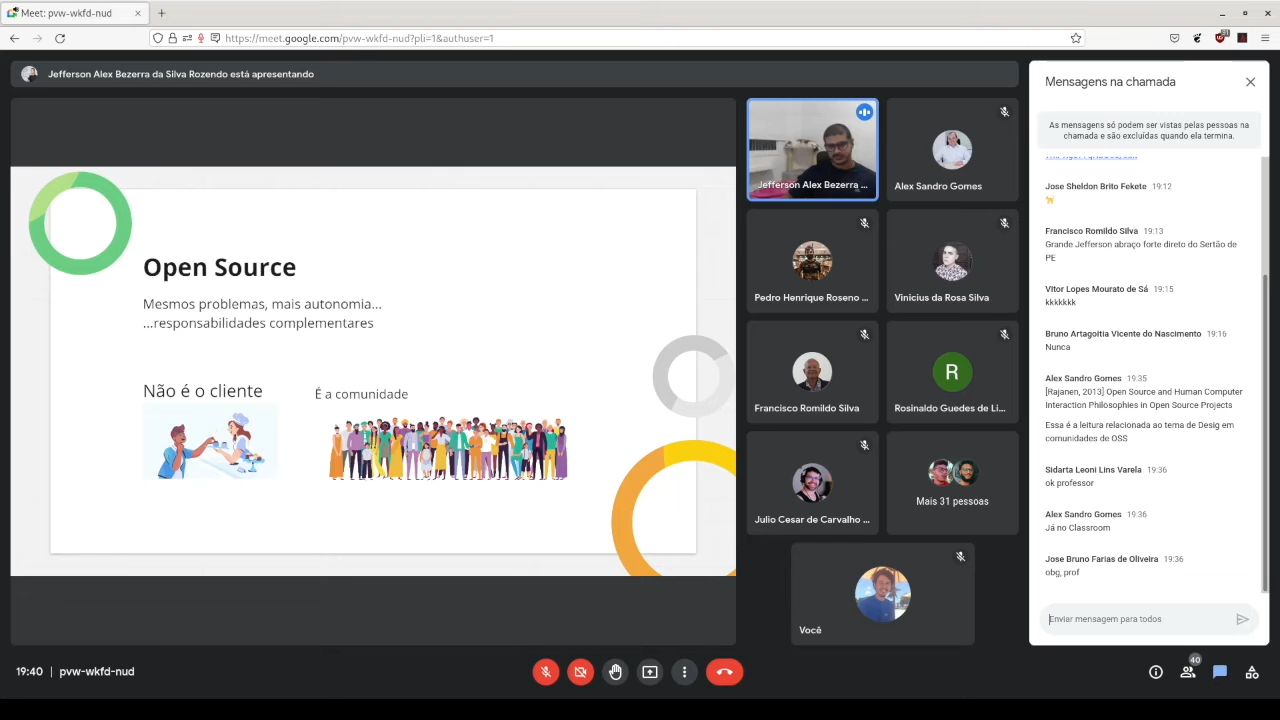 Meet: pvw-wkfd-nud
https://meet.google.com/pvw-wkfd-nud?pli=1&authuser=1
Jefferson Alex Bezerra da Silva Rozendo está apresentando
Open Source
Mesmos problemas, mais autonomia...
...responsabilidades complementares
Não é o cliente
É a comunidade
Jefferson Alex Bezerra ...
Alex Sandro Gomes
Pedro Henrique Roseno ...
Vinicius da Rosa Silva
Francisco Romildo Silva
R
Rosinaldo Guedes de Li...
Julio Cesar de Carvalho ...
Mais 31 pessoas
Você
Mensagens na chamada
As mensagens só podem ser vistas pelas pessoas na
chamada e são excluídas quando ela termina.
Jose Sheldon Brito Fekete 19:12
Francisco Romildo Silva 19:13
Grande Jefferson abraço forte direto do Sertão de
PE
Vitor Lopes Mourato de Sá 19:15
kkkkkkk
Bruno Artagoitia Vicente do Nascimento 19:16
Nunca
Alex Sandro Gomes 19:35
[Rajanen, 2013] Open Source and Human Computer
Interaction Philosophies in Open Source Projects
Essa é a leitura relacionada ao tema de Desig em
comunidades de OSS
Sidarta Leoni Lins Varela 19:36
ok professor
Alex Sandro Gomes 19:36
Já no Classroom
Jose Bruno Farias de Oliveira 19:36
obg, prof
Enviar mensagem para todos
19:40 pvw-wkfd-nud
40